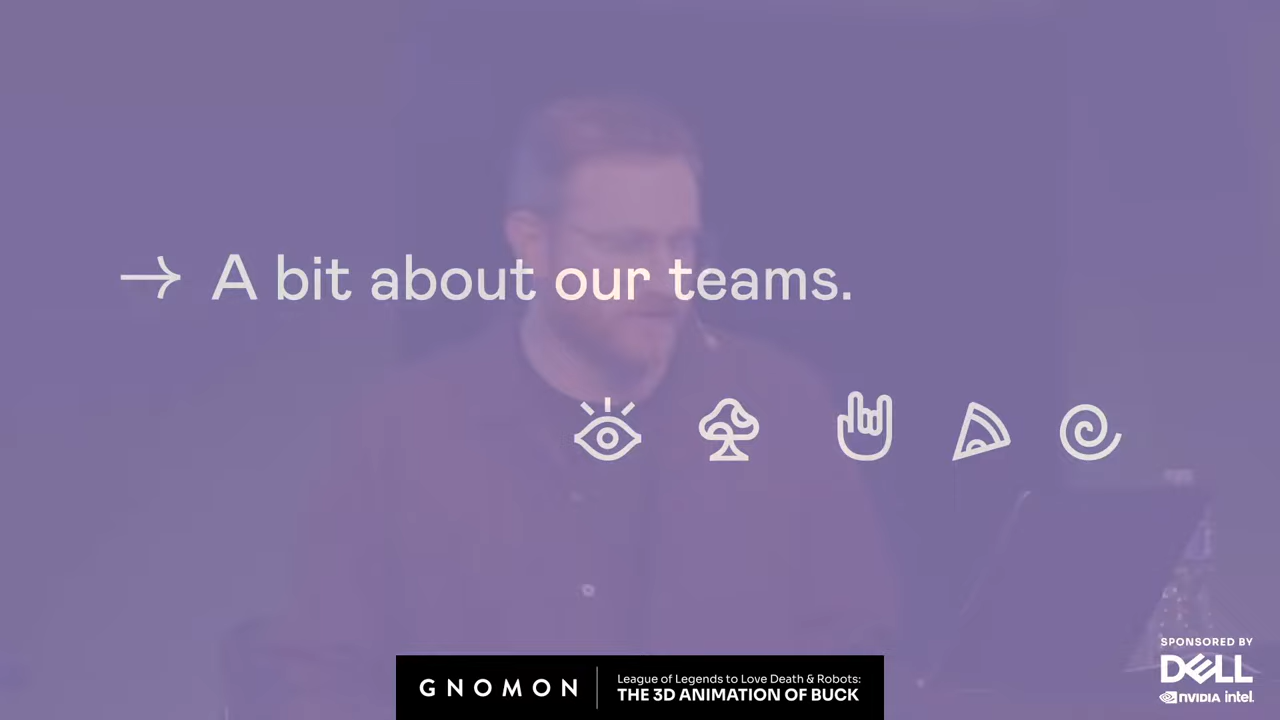 → A bit about our teams.
GNOMON
League of Legends to Love Death & Robots:
THE 3D ANIMATION OF BUCK
SPONSORED BY
DELL
NVIDIA intel.